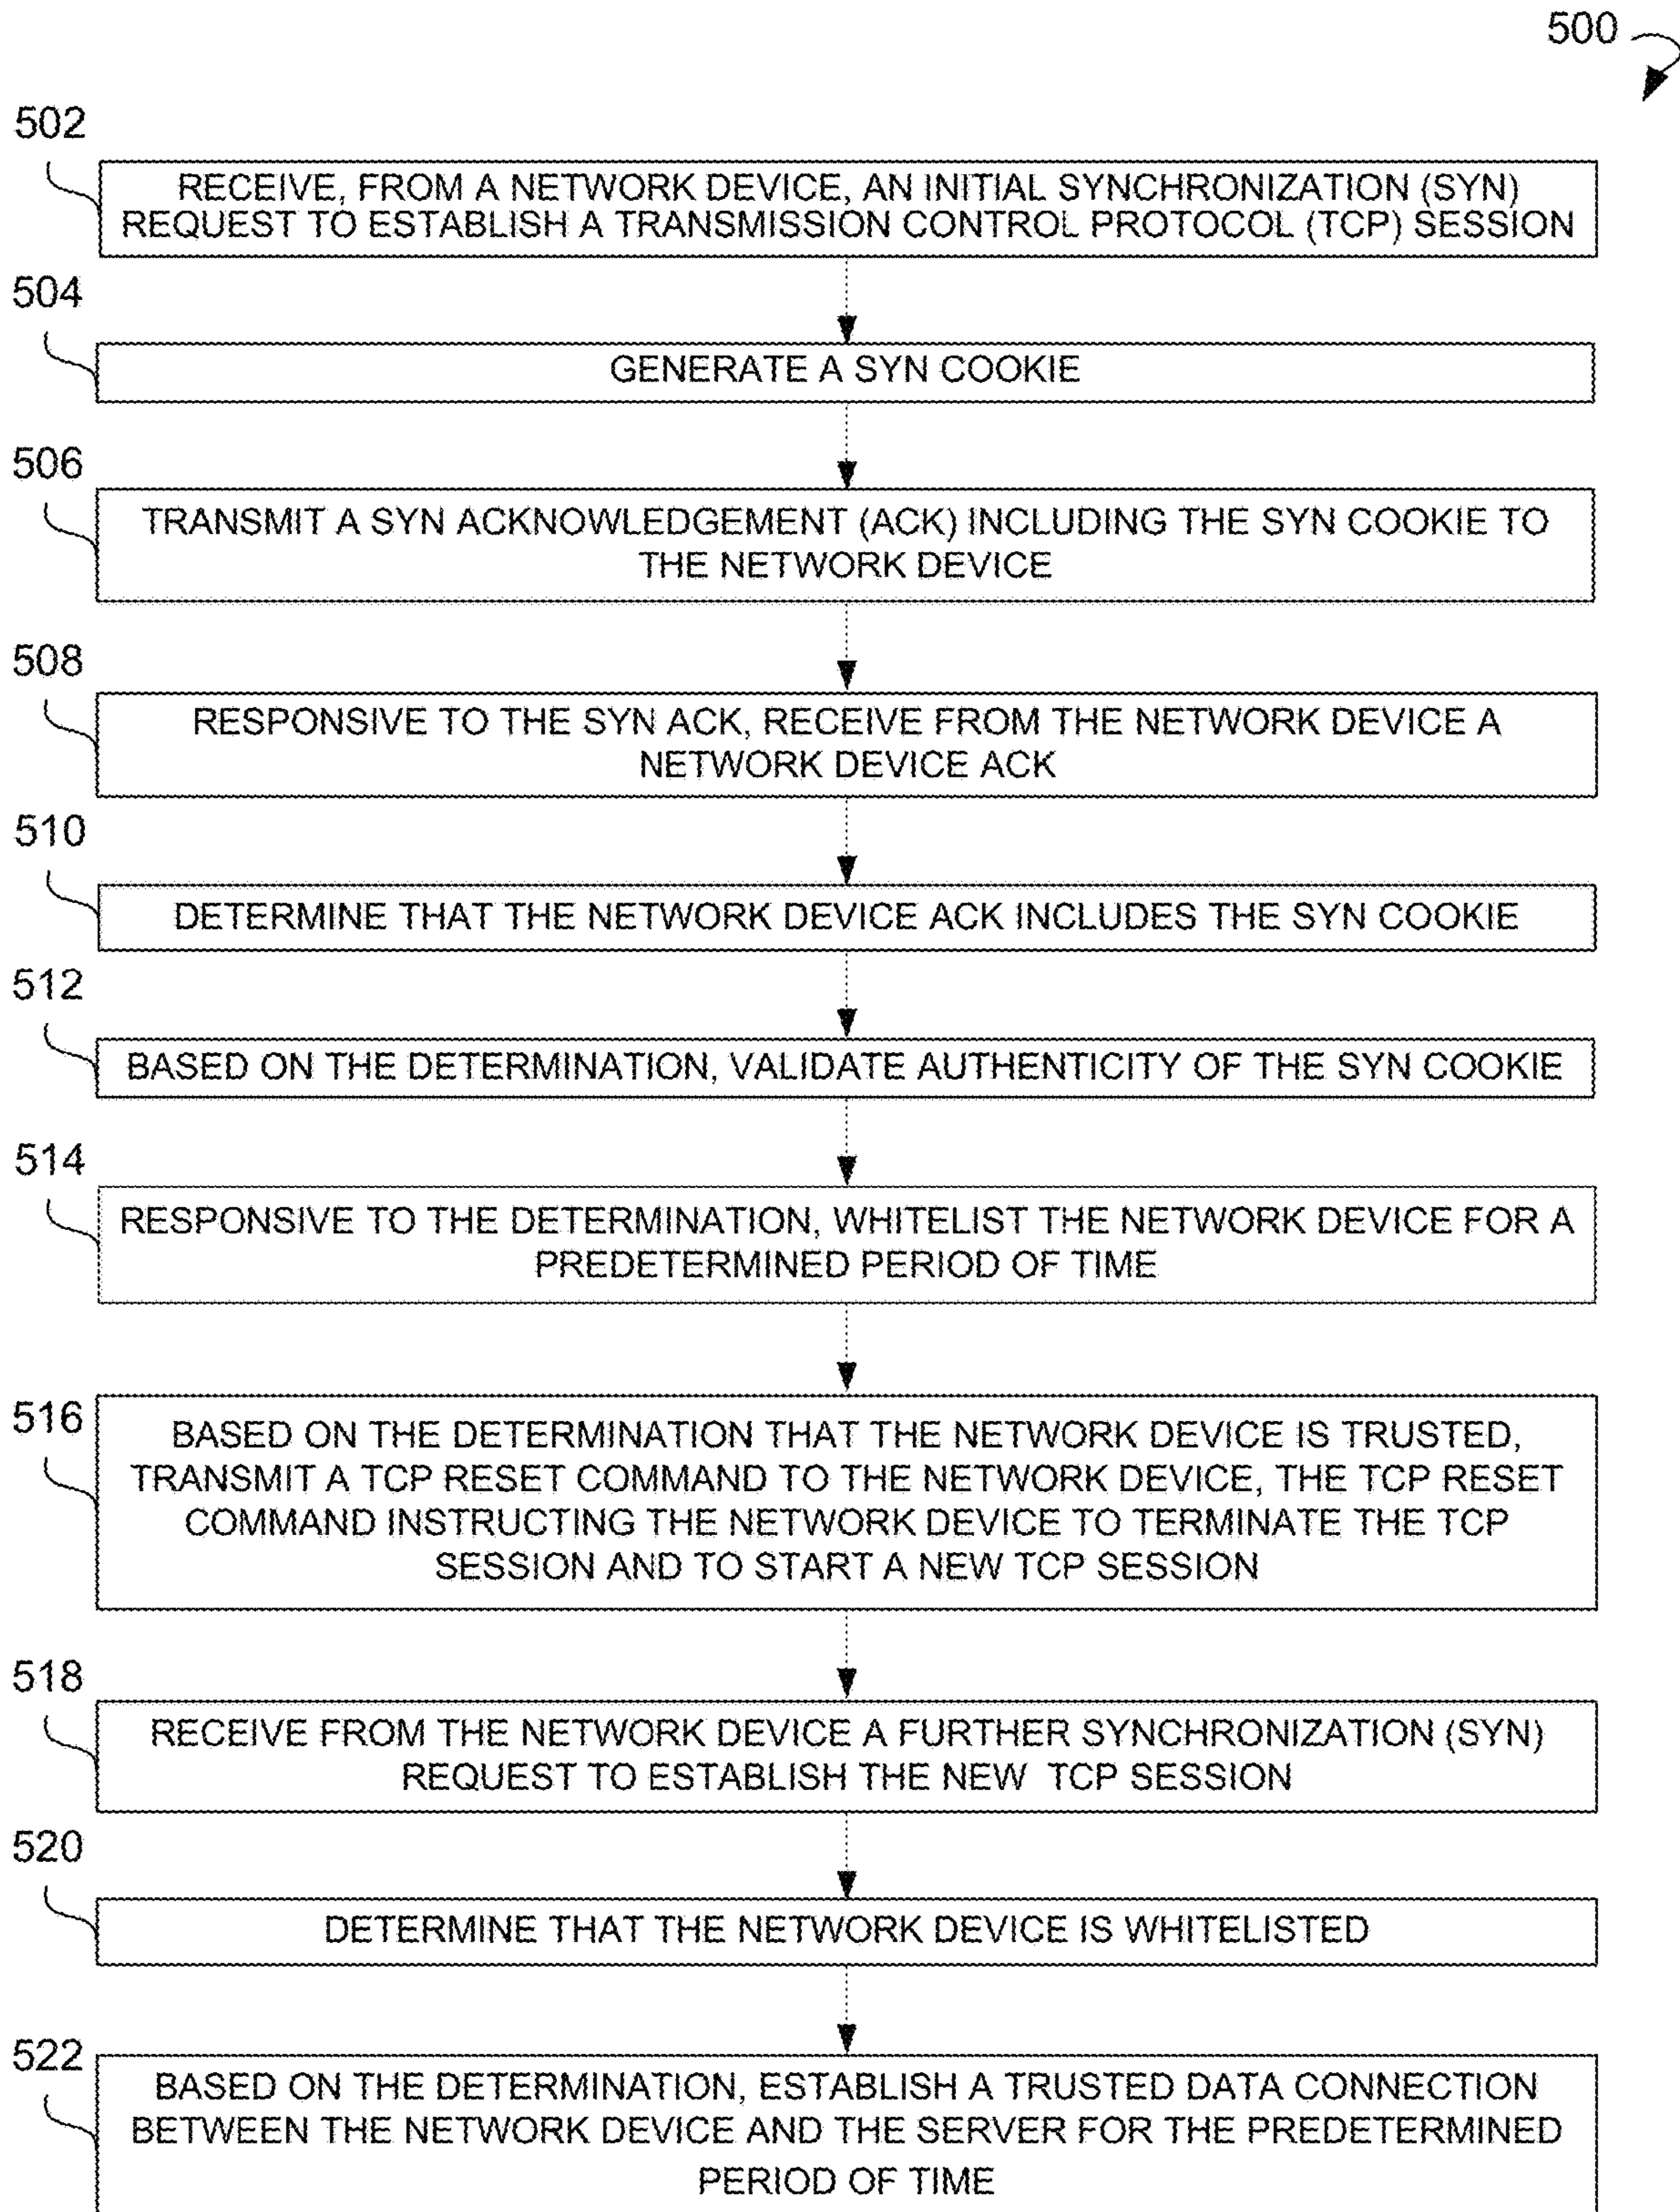 500
502
RECEIVE, FROM A NETWORK DEVICE, AN INITIAL SYNCHRONIZATION (SYN)
REQUEST TO ESTABLISH A TRANSMISSION CONTROL PROTOCOL (TCP) SESSION
504
GENERATE A SYN COOKIE
506
TRANSMIT A SYN ACKNOWLEDGEMENT (ACK) INCLUDING THE SYN COOKIE TO
THE NETWORK DEVICE
508
RESPONSIVE TO THE SYN ACK, RECEIVE FROM THE NETWORK DEVICE A
NETWORK DEVICE ACK
510
DETERMINE THAT THE NETWORK DEVICE ACK INCLUDES THE SYN COOKIE
512
BASED ON THE DETERMINATION, VALIDATE AUTHENTICITY OF THE SYN COOKIE
514
RESPONSIVE TO THE DETERMINATION, WHITELIST THE NETWORK DEVICE FOR A
PREDETERMINED PERIOD OF TIME
516
BASED ON THE DETERMINATION THAT THE NETWORK DEVICE IS TRUSTED,
TRANSMIT A TCP RESET COMMAND TO THE NETWORK DEVICE, THE TCP RESET
COMMAND INSTRUCTING THE NETWORK DEVICE TO TERMINATE THE TCP
SESSION AND TO START A NEW TCP SESSION
518
RECEIVE FROM THE NETWORK DEVICE A FURTHER SYNCHRONIZATION (SYN)
REQUEST TO ESTABLISH THE NEW TCP SESSION
520
DETERMINE THAT THE NETWORK DEVICE IS WHITELISTED
522
BASED ON THE DETERMINATION, ESTABLISH A TRUSTED DATA CONNECTION
BETWEEN THE NETWORK DEVICE AND THE SERVER FOR THE PREDETERMINED
PERIOD OF TIME